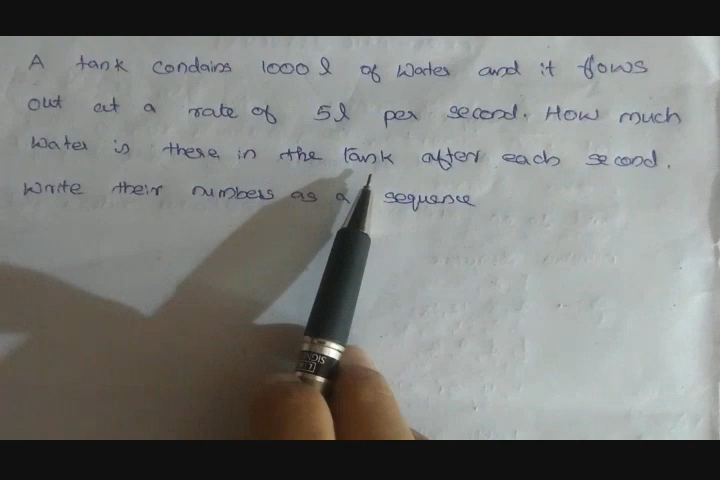 A tank contains 1000 l of water and it flows
out at a rate of 5l per second. How much
water is there in the tank after each second.
Write their numbers as a sequence